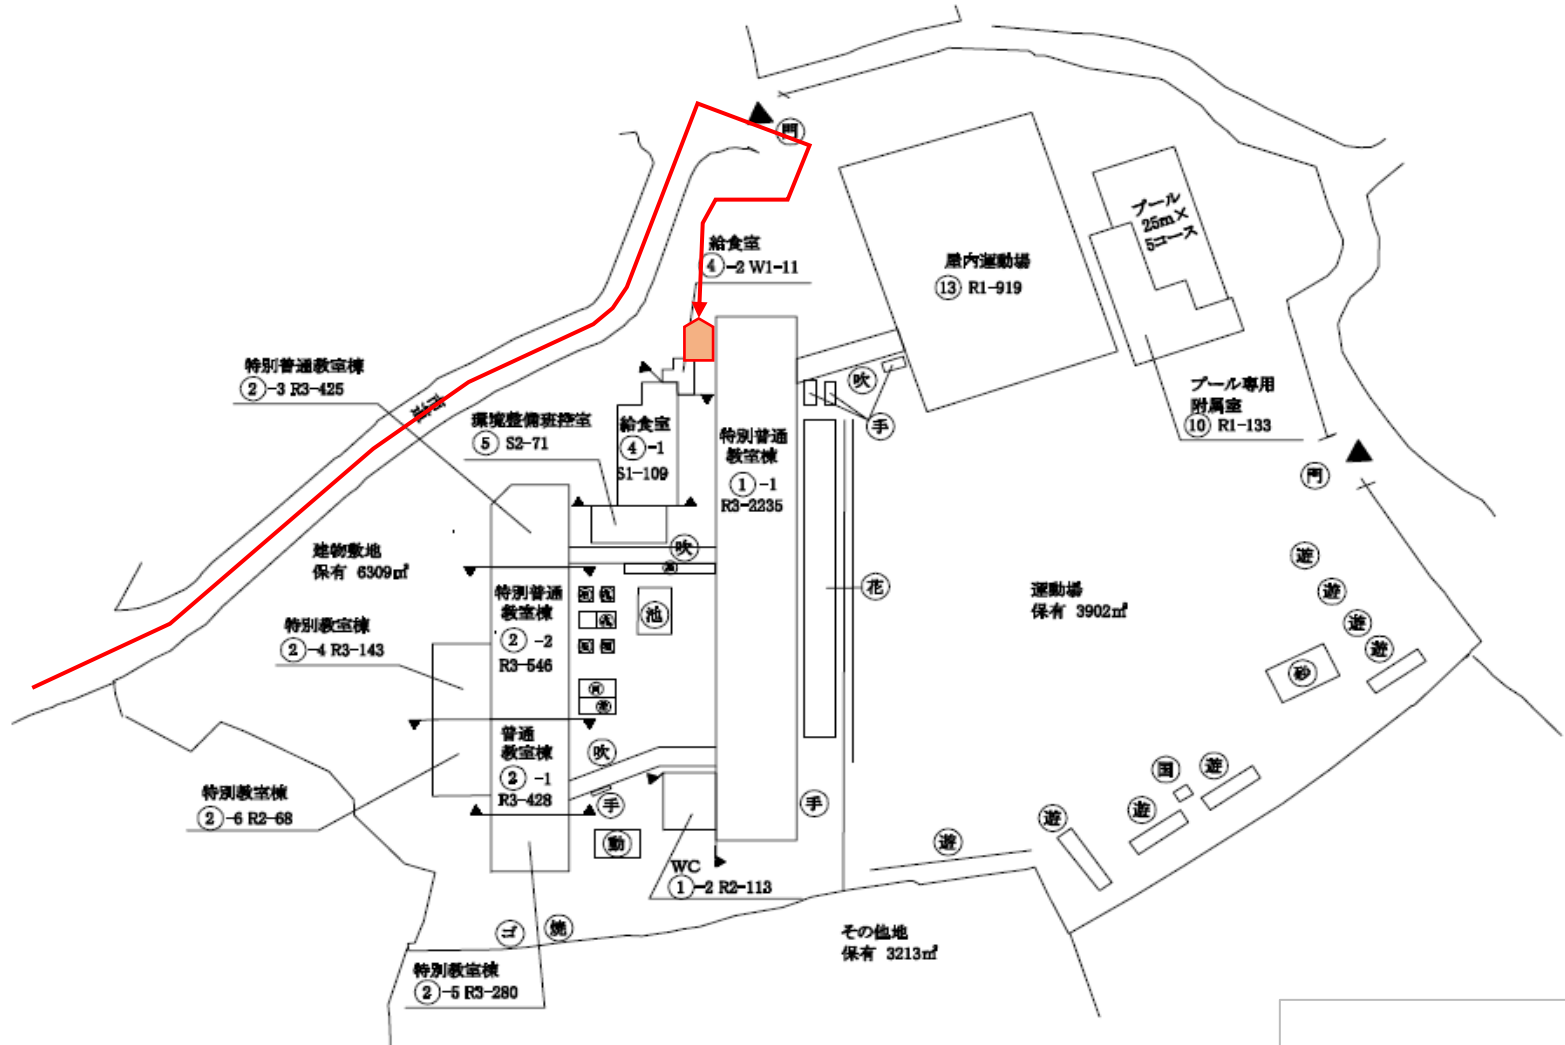 門
プール
25m×
5コース
給食室
④-2 W1-11
屋内運動場
⑬ R1-919
特別普通教室棟
②-3 R3-425
市道
吹
プール専用
附属室
⑩ R1-133
環境整備班控室
⑤ S2-71
給食室
④-1
S1-109
手
特別普通
教室棟
①-1
R3-2235
門
建物敷地
保有 6309㎡
吹
遊
特別普通
教室棟
②-2
R3-546
池
花
運動場
保有 3902㎡
遊
遊
遊
特別教室棟
②-4 R3-143
砂
普通
教室棟
②-1
R3-428
吹
国
遊
特別教室棟
②-6 R2-68
手
手
遊
遊
動
遊
WC
①-2 R2-113
ゴ
焼
その他地
保有 3213㎡
特別教室棟
②-5 R3-280